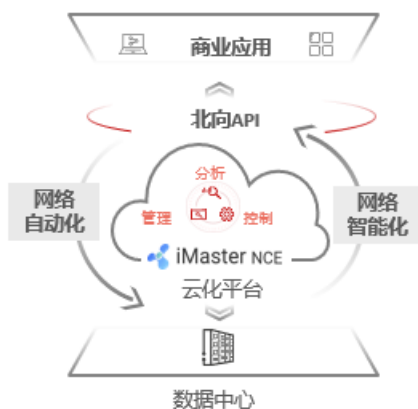 商业应用
北向API
分析
管理
控制
网络
自动化
网络
智能化
iMaster NCE
云化平台
数据中心